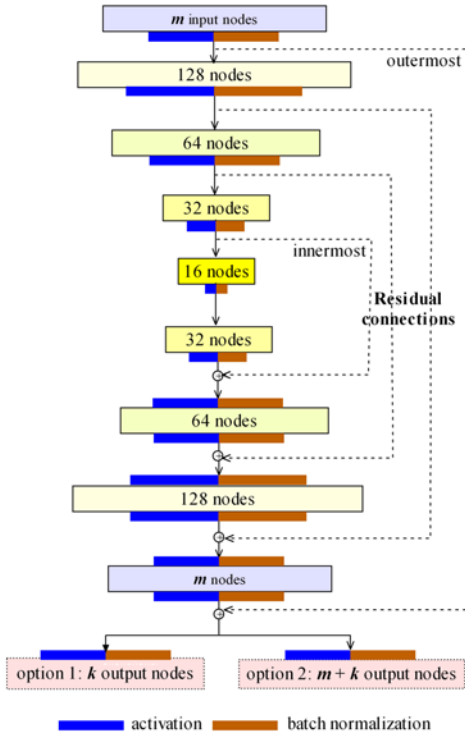 m input nodes
outermost
128 nodes
64 nodes
32 nodes
innermost
16 nodes
Residual
connections
32 nodes
64 nodes
128 nodes
m nodes
option 1: k output nodes
option 2: m + k output nodes
activation
batch normalization